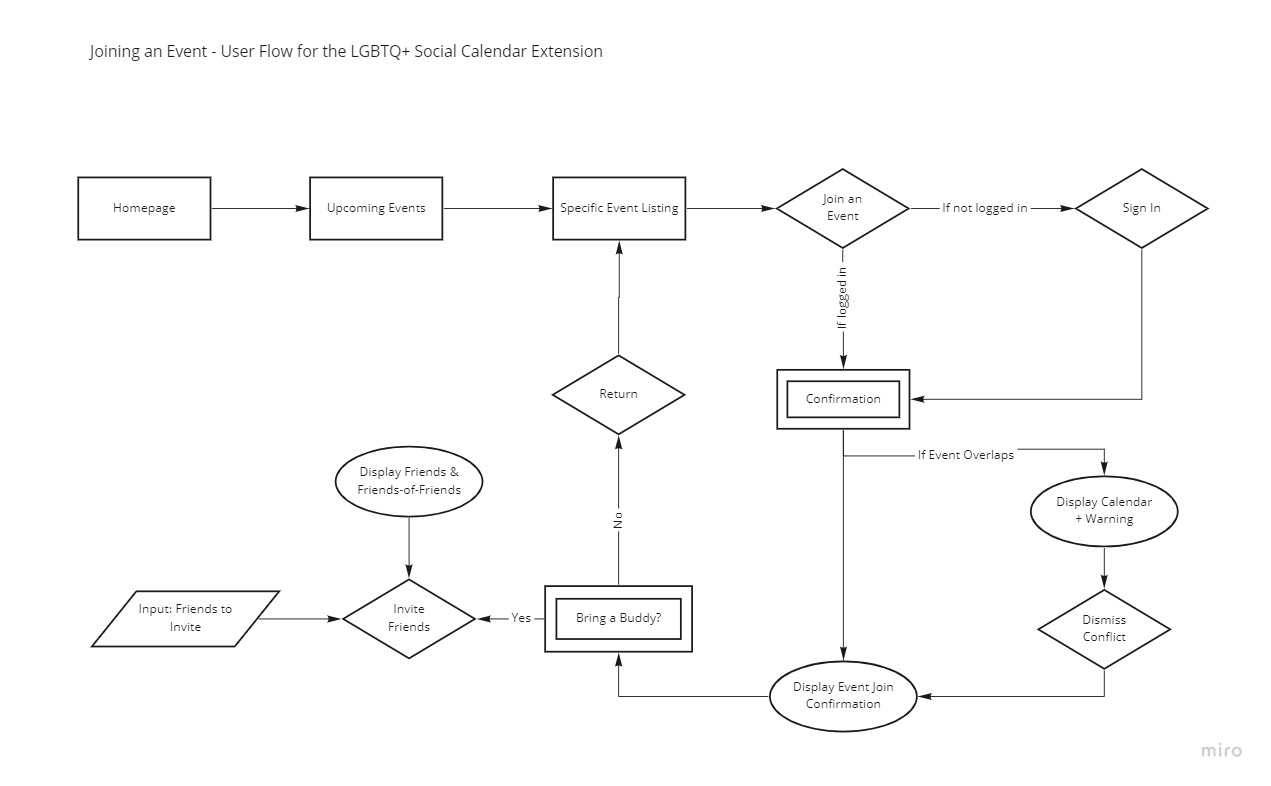 Joining an Event - User Flow for the LGBTQ+ Social Calendar Extension
Homepage
Upcoming Events
Specific Event Listing
Join an
Event
If not logged in
Sign In
If logged in
Return
Confirmation
If Event Overlaps
Display Friends &
Friends-of-Friends
Display Calendar
+ Warning
No
Input: Friends to
Invite
Invite
Friends
Yes
Bring a Buddy?
Dismiss
Conflict
Display Event Join
Confirmation
miro